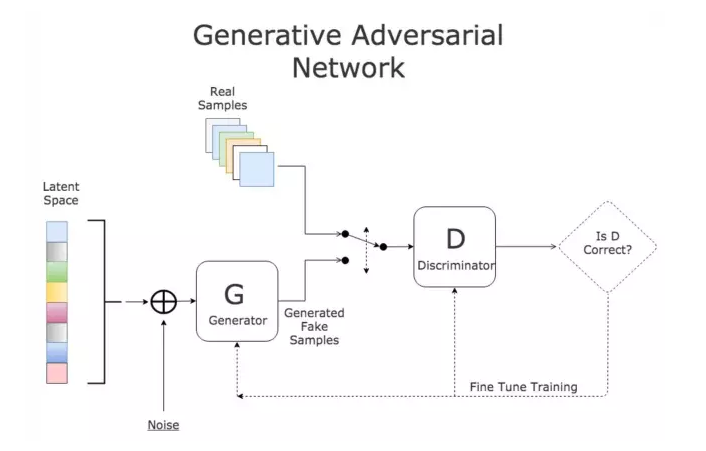 Generative Adversarial
Network
Real
Samples
Latent
Space
D
Discriminator
Is D
Correct?
G
Generator
Generated
Fake
Samples
Fine Tune Training
Noise